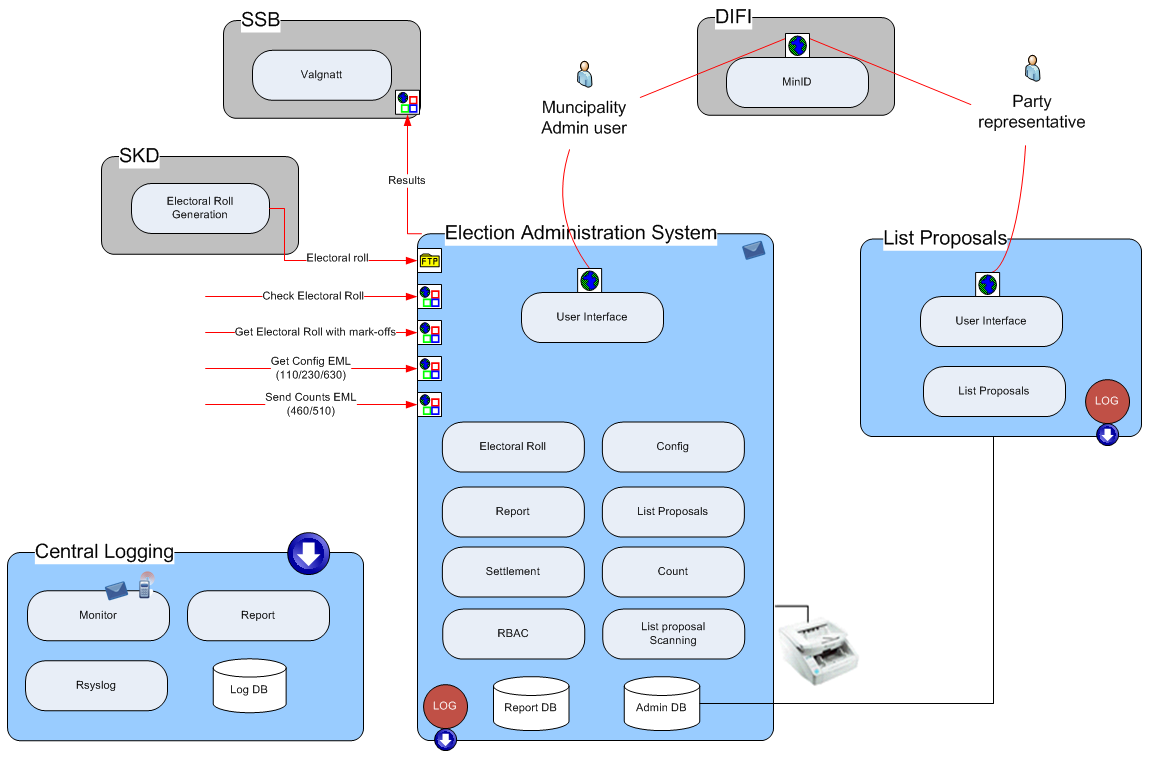 SSB
Valgnatt
DIFI
MinID
Muncipality
Admin user
Party
representative
SKD
Electoral Roll
Generation
Results
Electoral roll
Check Electoral Roll
Get Electoral Roll with mark-offs
Get Config EML
(110/230/630)
Send Counts EML
(460/510)
Election Administration System
FTP
User Interface
Electoral Roll
Config
Report
List Proposals
Settlement
Count
RBAC
List proposal
Scanning
LOG
Report DB
Admin DB
List Proposals
User Interface
List Proposals
LOG
Central Logging
Monitor
Report
Rsyslog
Log DB